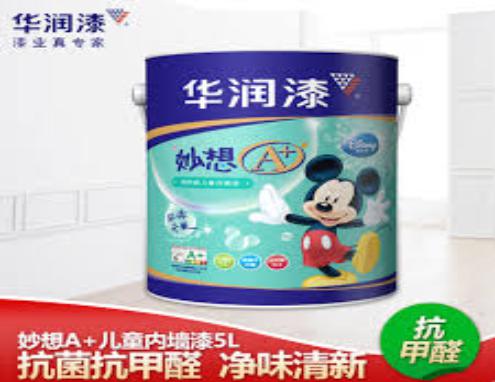 华润漆
漆业真专家
华润漆
妙想 A+
Disney
A+
妙想A+儿童内墙漆5L
抗菌抗甲醛 净味清新
抗
甲醛